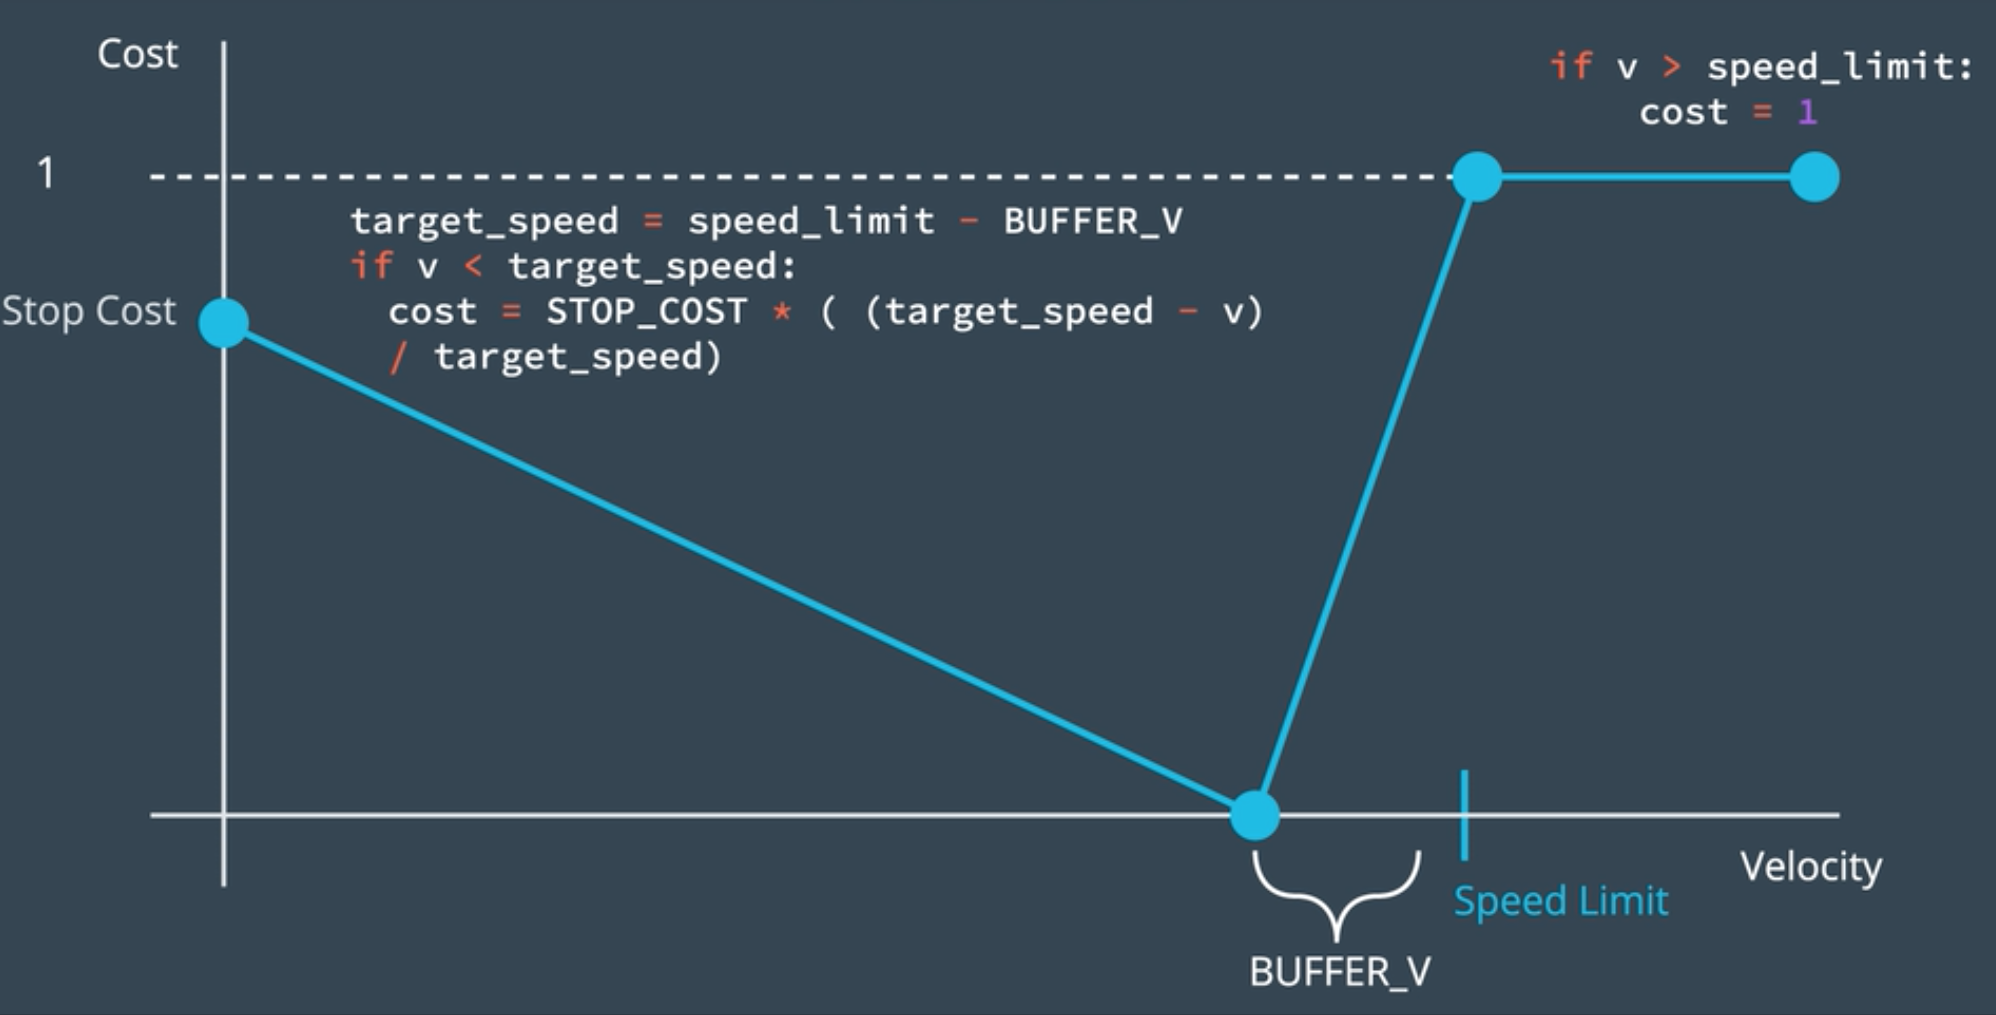 Cost
if v > speed_limit:
cost = 1
1
target_speed = speed_limit - BUFFER_V
if v < target_speed:
cost = STOP_COST * ( (target_speed - v)
/ target_speed)
Stop Cost
Velocity
Speed Limit
BUFFER_V